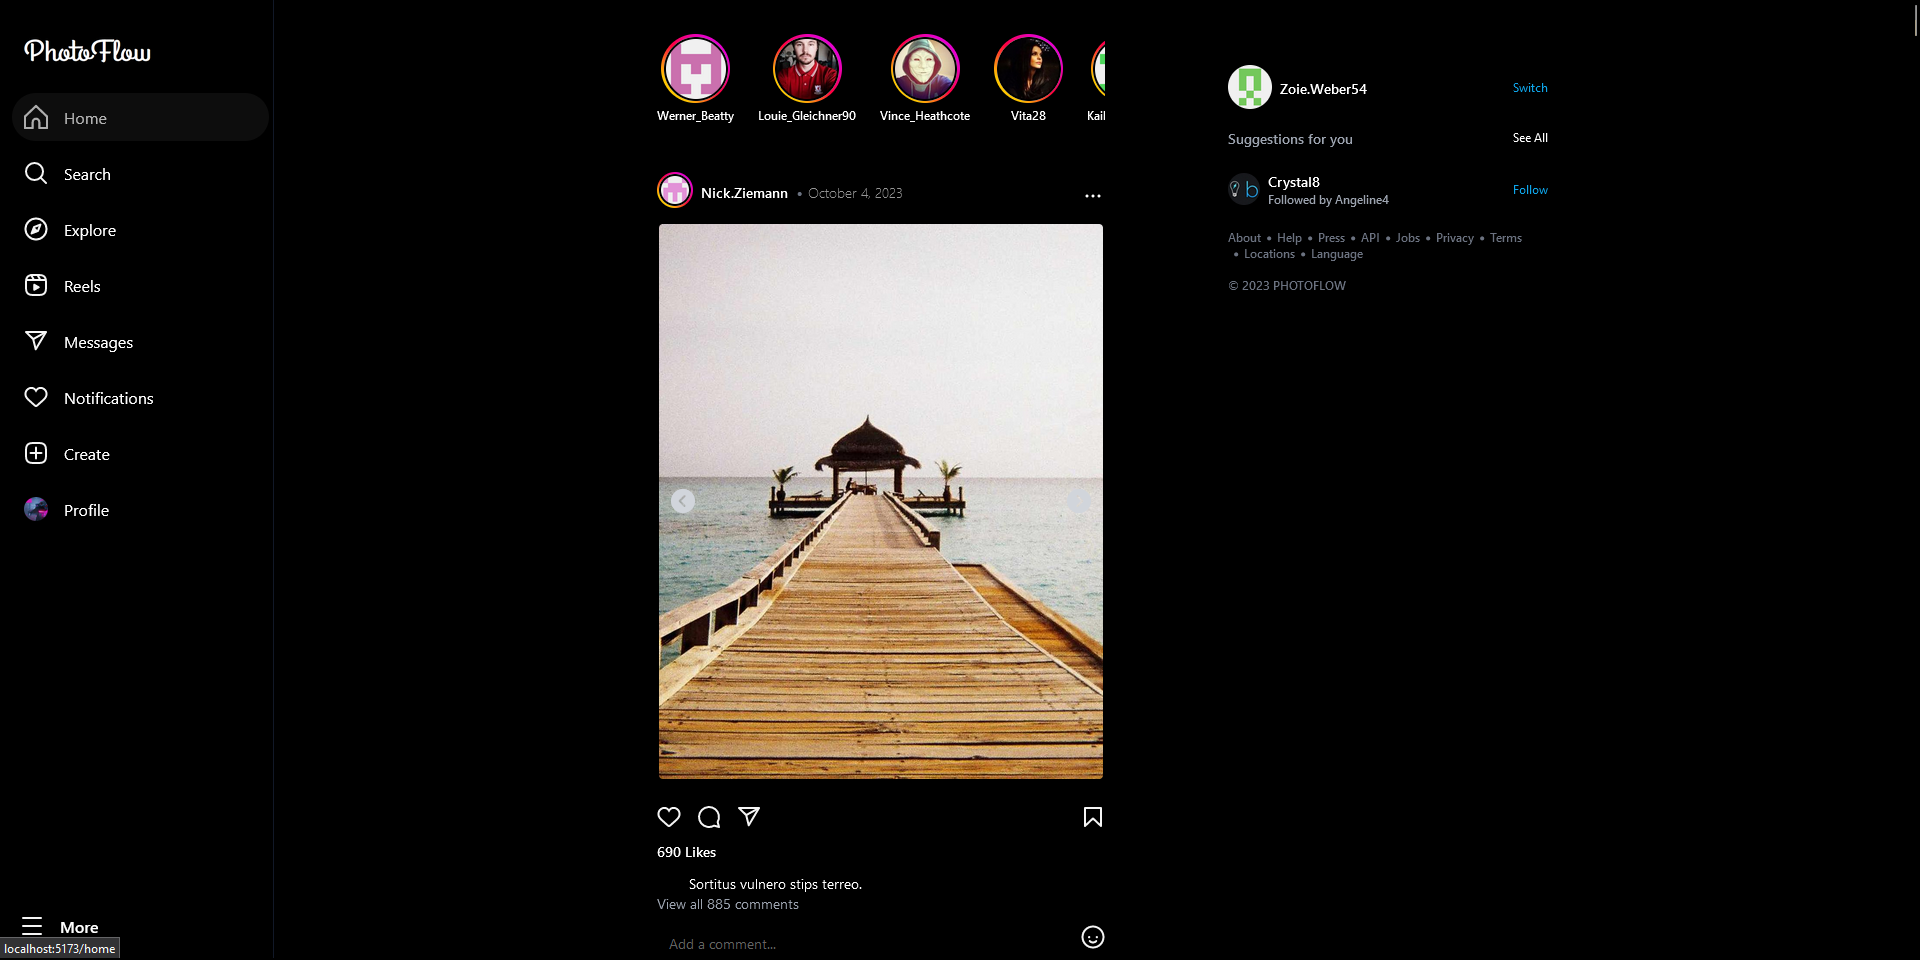 PhotoFlow
Home
Search
Explore
Reels
Messages
Notifications
Create
Profile
More
localhost:5173/home
Werner_Beatty
Louie_Gleichner90
Vince_Heathcote
Vita28
Kail
Nick.Ziemann • October 4, 2023
690 Likes
Sortitus vulnero stips terreo.
View all 885 comments
Add a comment...
Zoie.Weber54
Switch
Suggestions for you
See All
b
Crystal8
Followed by Angeline4
Follow
About • Help • Press • API • Jobs • Privacy • Terms
• Locations • Language
© 2023 PHOTOFLOW